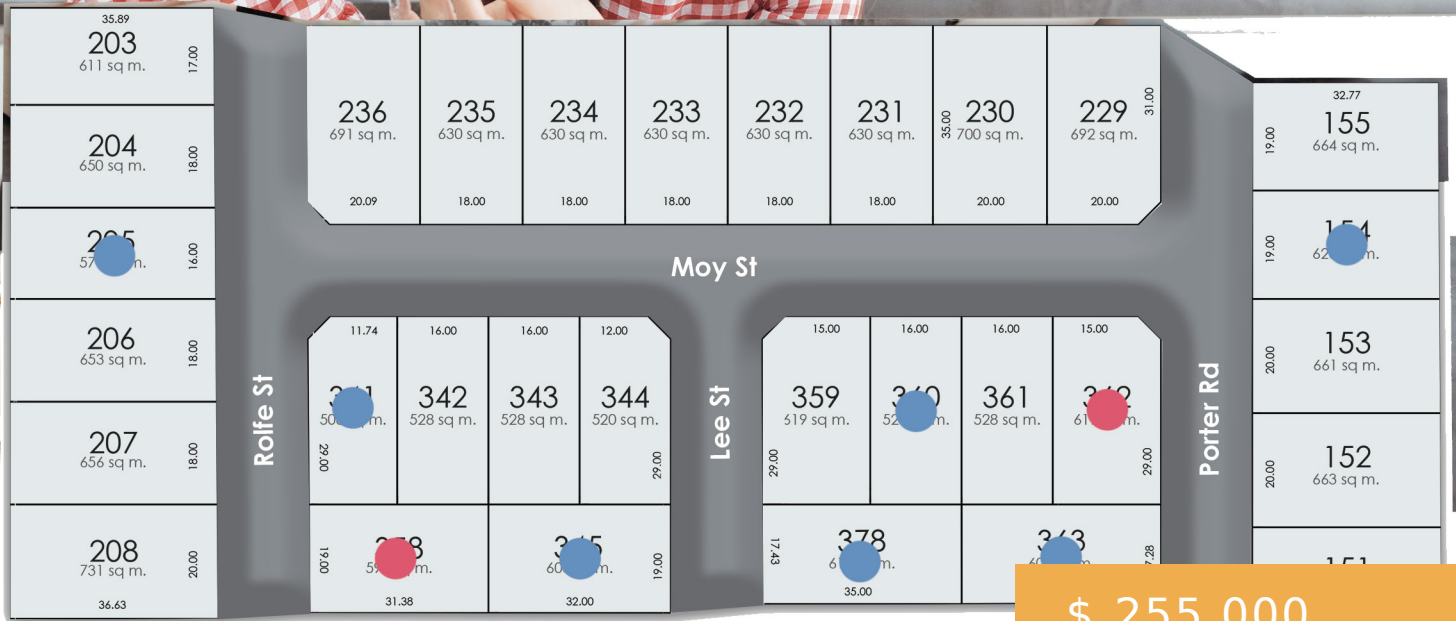 35.89
203
611 sq m.
17.00
204
650 sq m.
18.00
16.00
206
653 sq m.
18.00
207
656 sq m.
18.00
208
731 sq m.
20.00
36.63
Rolfe St
236
691 sq m.
20.09
235
630 sq m.
18.00
234
630 sq m.
18.00
233
630 sq m.
18.00
232
630 sq m.
18.00
231
630 sq m.
18.00
35.00
230
700 sq m.
20.00
229
692 sq m.
31.00
20.00
Moy St
11.74
29.00
16.00
342
528 sq m.
16.00
343
528 sq m.
12.00
344
520 sq m.
29.00
19.00
31.38
19.00
32.00
Lee St
15.00
359
619 sq m.
29.00
16.00
16.00
361
528 sq m.
15.00
29.00
17.43
378
35.00
Porter Rd
32.77
155
664 sq m.
19.00
19.00
153
661 sq m.
20.00
152
663 sq m.
20.00
$ 255,000